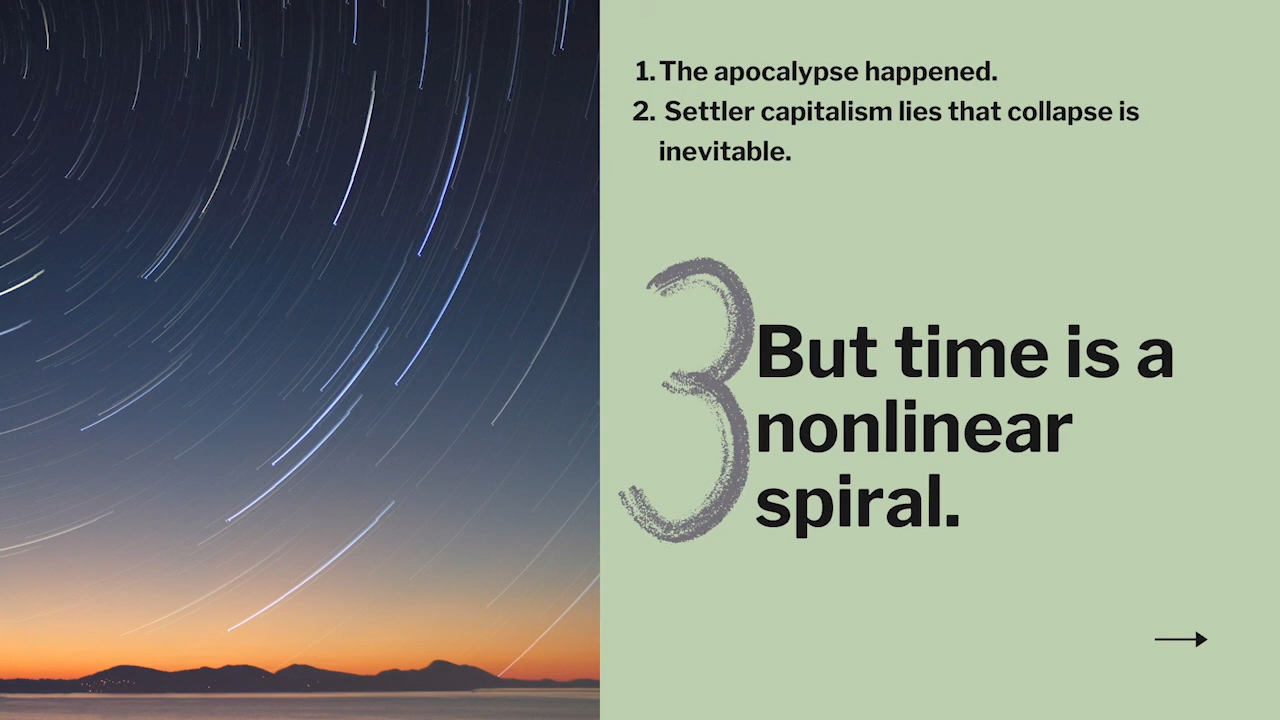 1. The apocalypse happened.
2. Settler capitalism lies that collapse is
inevitable.
3
But time is a
nonlinear
spiral.